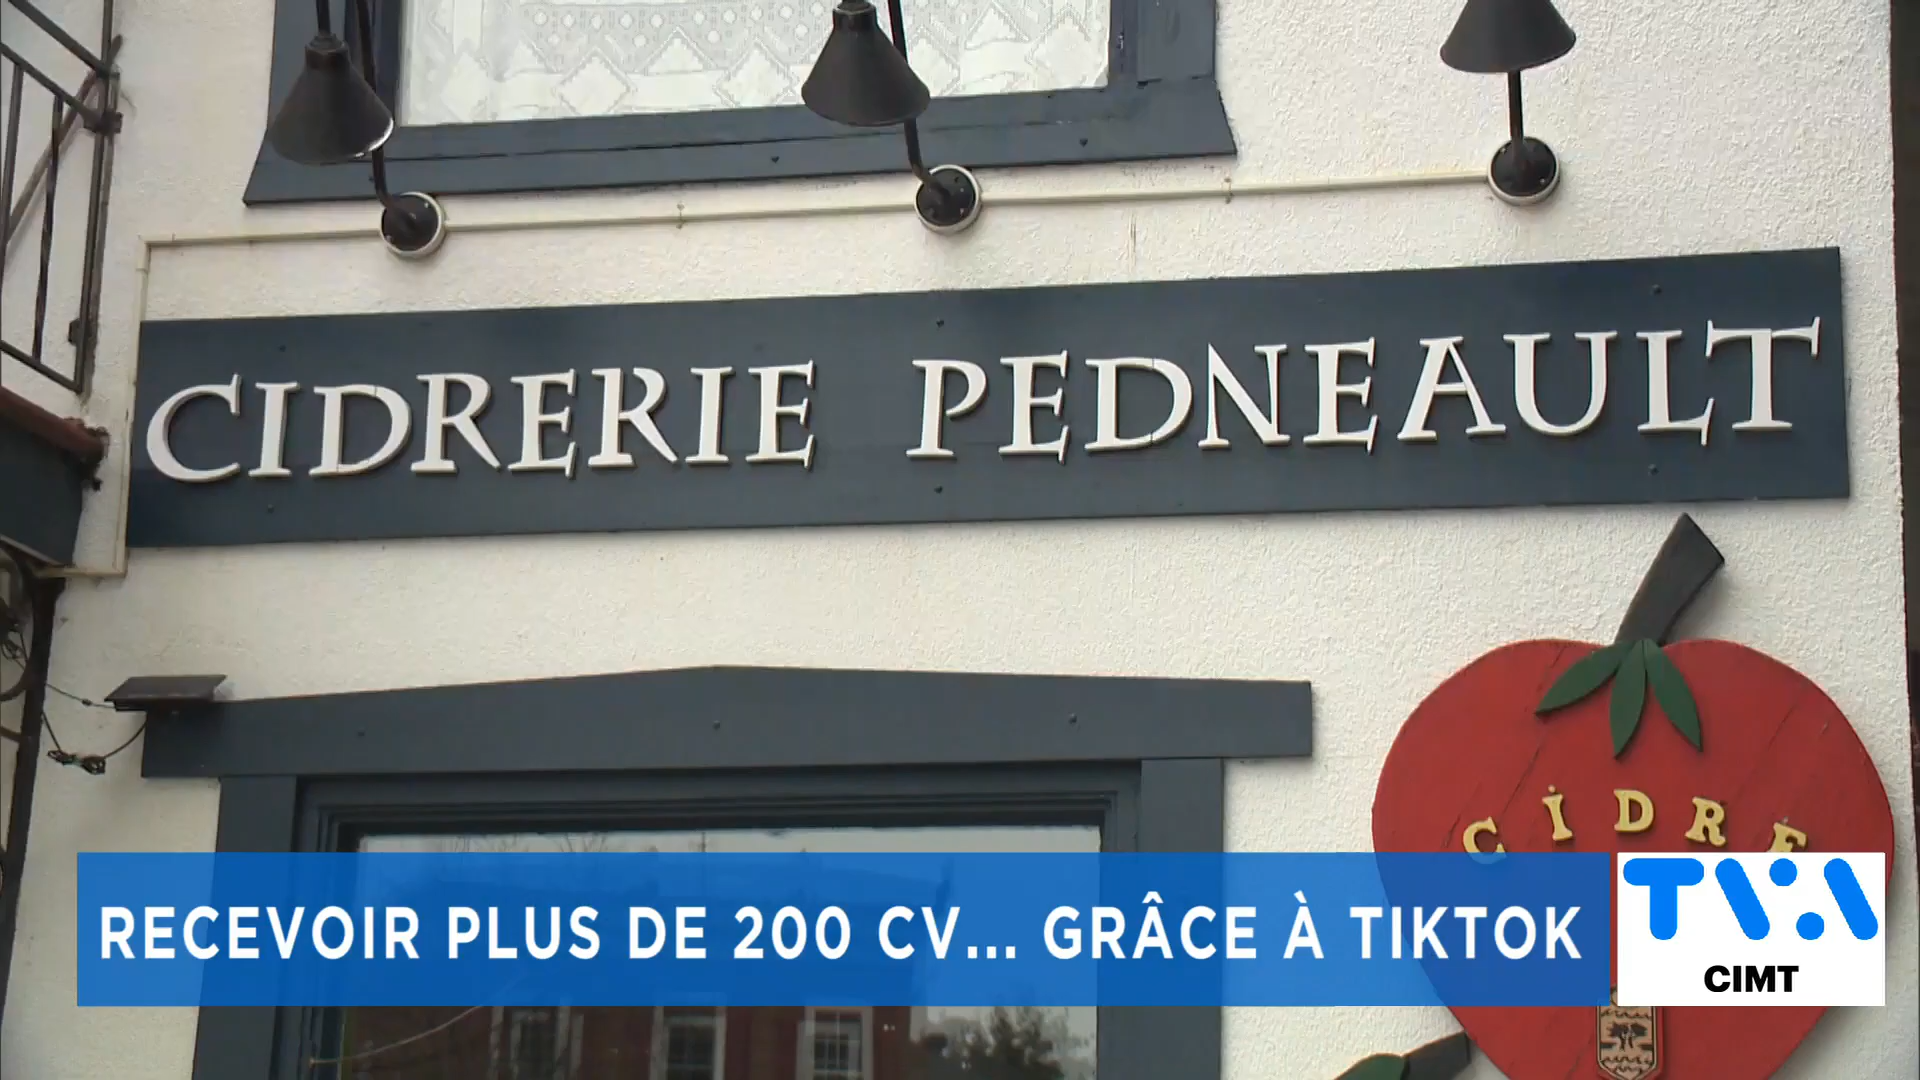 CIDRERIE PEDNEAULT
CIDRE
RECEVOIR PLUS DE 200 CV... GRÂCE À TIKTOK
TVA
CIMT